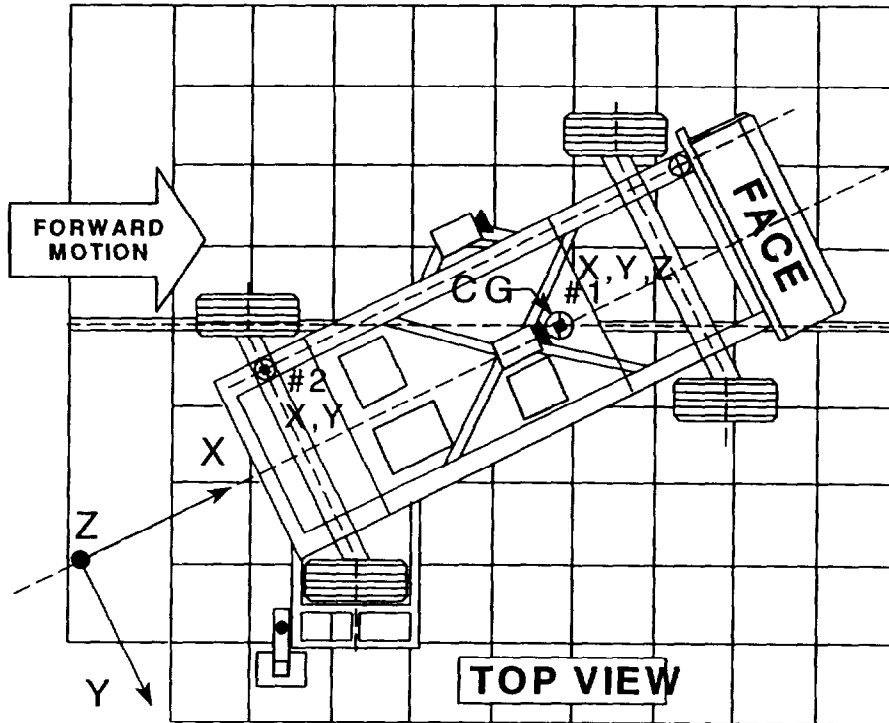 FORWARD
MOTION
FACE
X,Y,Z
CG
#1
#2
X,Y
X
Z
Y
TOP VIEW